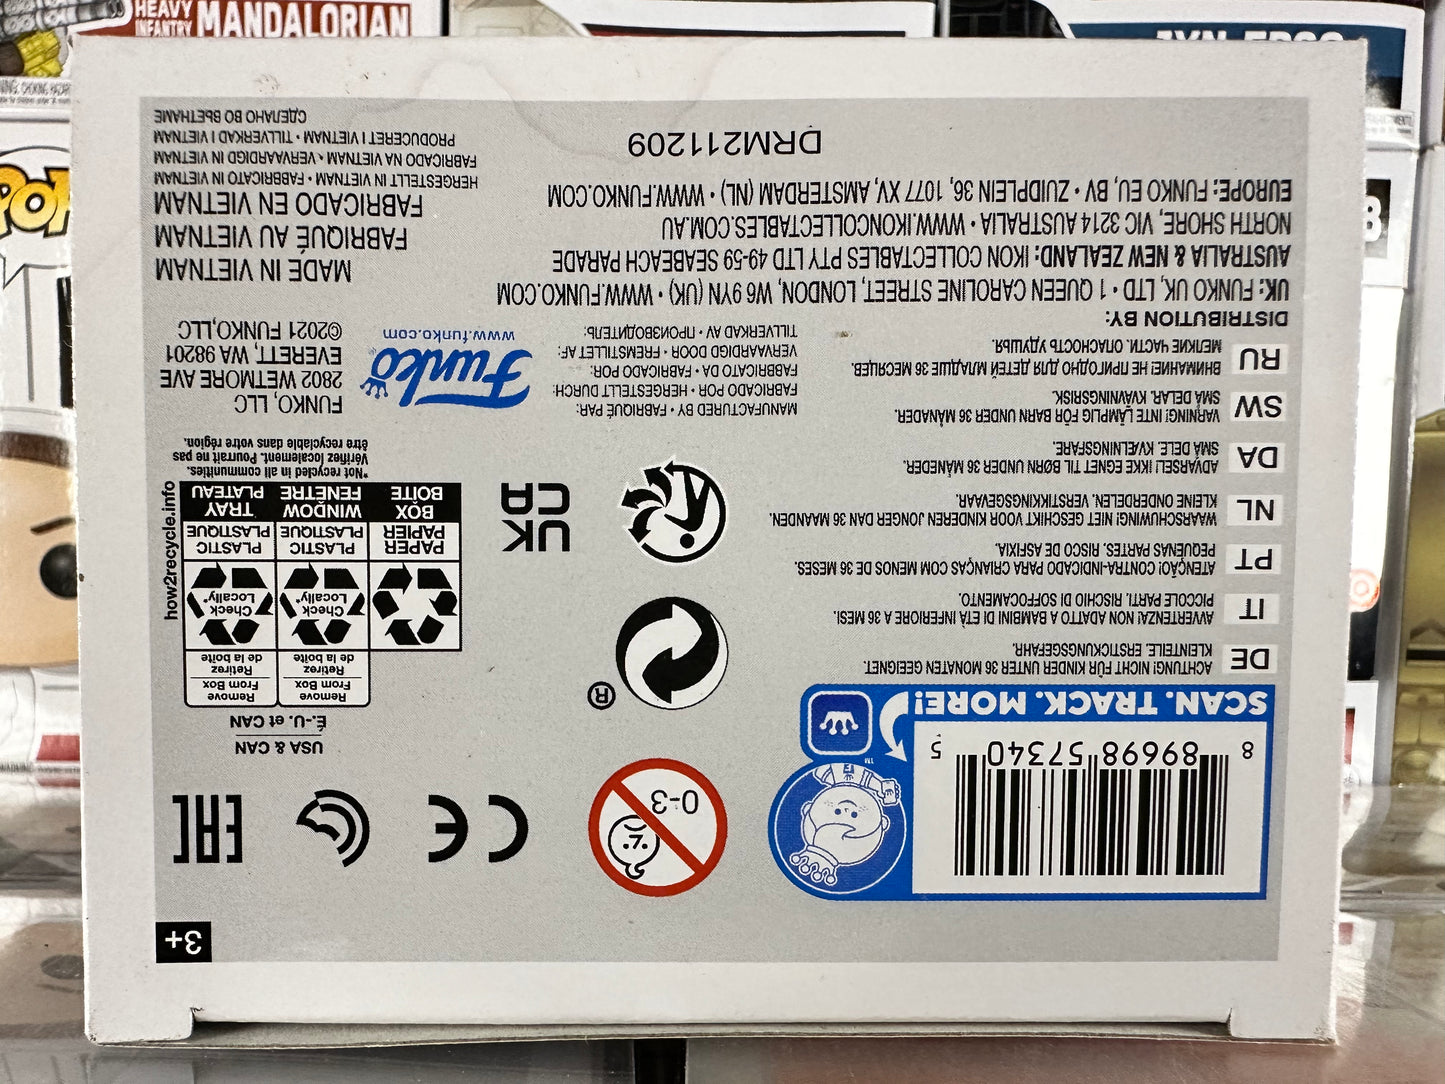 HEAVY
INFANTRY MANDALORIAN
POP
3+
8 89698 57340 5
SCAN. TRACK. MORE!
™
0-3
CE
EAC
USA & CAN
É.-U. et CAN
Remove
From Box
Retirez
de la boîte
Remove
From Box
Retirez
de la boîte
Check
Locally*
Check
Locally*
PAPER
PAPIER
BOX
BOÎTE
PLASTIC
PLASTIQUE
WINDOW
FENÊTRE
PLASTIC
PLASTIQUE
TRAY
PLATEAU
how2recycle.info
*Not recycled in all communities.
Vérifiez localement. Pourrait ne pas
être recyclable dans votre région.
®
UK
CA
DE
ACHTUNG! NICHT FÜR KINDER UNTER 36 MONATEN GEEIGNET.
KLEINTEILE. ERSTICKUNGSGEFAHR.
IT
AVVERTENZA! NON ADATTO A BAMBINI DI ETÀ INFERIORE A 36 MESI.
PICCOLE PARTI. RISCHIO DI SOFFOCAMENTO.
PT
ATENÇÃO! CONTRA-INDICADO PARA CRIANÇAS COM MENOS DE 36 MESES.
PEQUENAS PARTES. RISCO DE ASFIXIA.
NL
WAARSCHUWING! NIET GESCHIKT VOOR KINDEREN JONGER DAN 36 MAANDEN.
KLEINE ONDERDELEN. VERSTIKKINGSGEVAAR.
DA
ADVARSEL! IKKE EGNET TIL BØRN UNDER 36 MÅNEDER.
SMÅ DELE. KVÆLNINGSFARE.
SW
VARNING! INTE LÄMPLIG FÖR BARN UNDER 36 MÅNADER.
SMÅ DELAR. KVÄVNINGSRISK.
RU
ВНИМАНИЕ! НЕ ПРИГОДНО ДЛЯ ДЕТЕЙ МЛАДШЕ 36 МЕСЯЦЕВ.
МЕЛКИЕ ЧАСТИ. ОПАСНОСТЬ УДУШЬЯ.
MANUFACTURED BY • FABRIQUÉ PAR:
FABRICADO POR • HERGESTELLT DURCH:
FABBRICATO DA • FABRICADO POR:
VERVAARDIGD DOOR • FREMSTILLET AF:
TILLVERKAD AV • ПРОИЗВОДИТЕЛЬ:
Funko®
www.funko.com
FUNKO, LLC
2802 WETMORE AVE
EVERETT, WA 98201
©2021 FUNKO,LLC
DISTRIBUTION BY:
UK: FUNKO UK, LTD • 1 QUEEN CAROLINE STREET, LONDON, W6 9YN (UK) • WWW.FUNKO.COM
AUSTRALIA & NEW ZEALAND: IKON COLLECTABLES PTY LTD 49-59 SEABEACH PARADE
NORTH SHORE, VIC 3214 AUSTRALIA • WWW.IKONCOLLECTABLES.COM.AU
EUROPE: FUNKO EU, BV • ZUIDPLEIN 36, 1077 XV, AMSTERDAM (NL) • WWW.FUNKO.COM
DRM211209
MADE IN VIETNAM
FABRIQUÉ AU VIETNAM
FABRICADO EN VIETNAM
HERGESTELLT IN VIETNAM • FABBRICATO IN VIETNAM
FABRICADO NA VIETNAM • VERVAARDIGD IN VIETNAM
PRODUCERET I VIETNAM • TILLVERKAD I VIETNAM
СДЕЛАНО ВО ВЬЕТНАМЕ